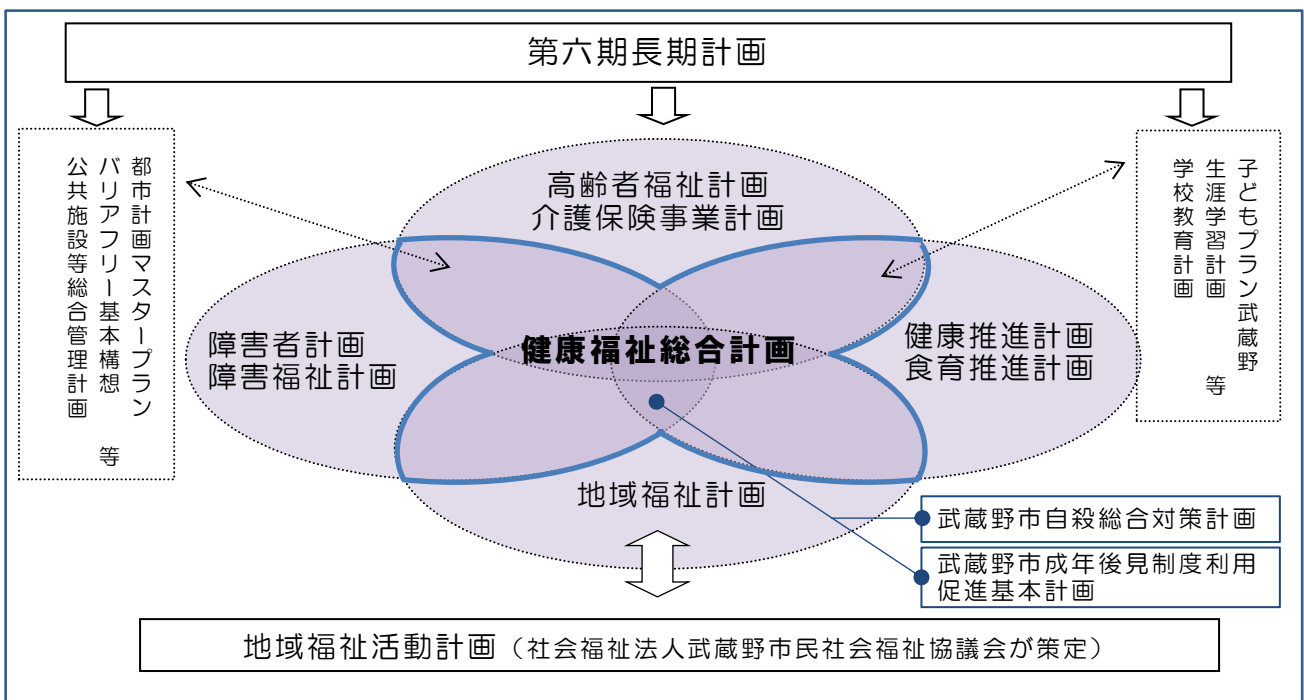 第六期長期計画
都市計画マスタープラン
バリアフリー基本構想 等
公共施設等総合管理計画
高齢者福祉計画
介護保険事業計画
子どもプラン武蔵野
生涯学習計画 等
学校教育計画
障害者計画
障害福祉計画
健康福祉総合計画
健康推進計画
食育推進計画
地域福祉計画
武蔵野市自殺総合対策計画
武蔵野市成年後見制度利用
促進基本計画
地域福祉活動計画（社会福祉法人武蔵野市民社会福祉協議会が策定）